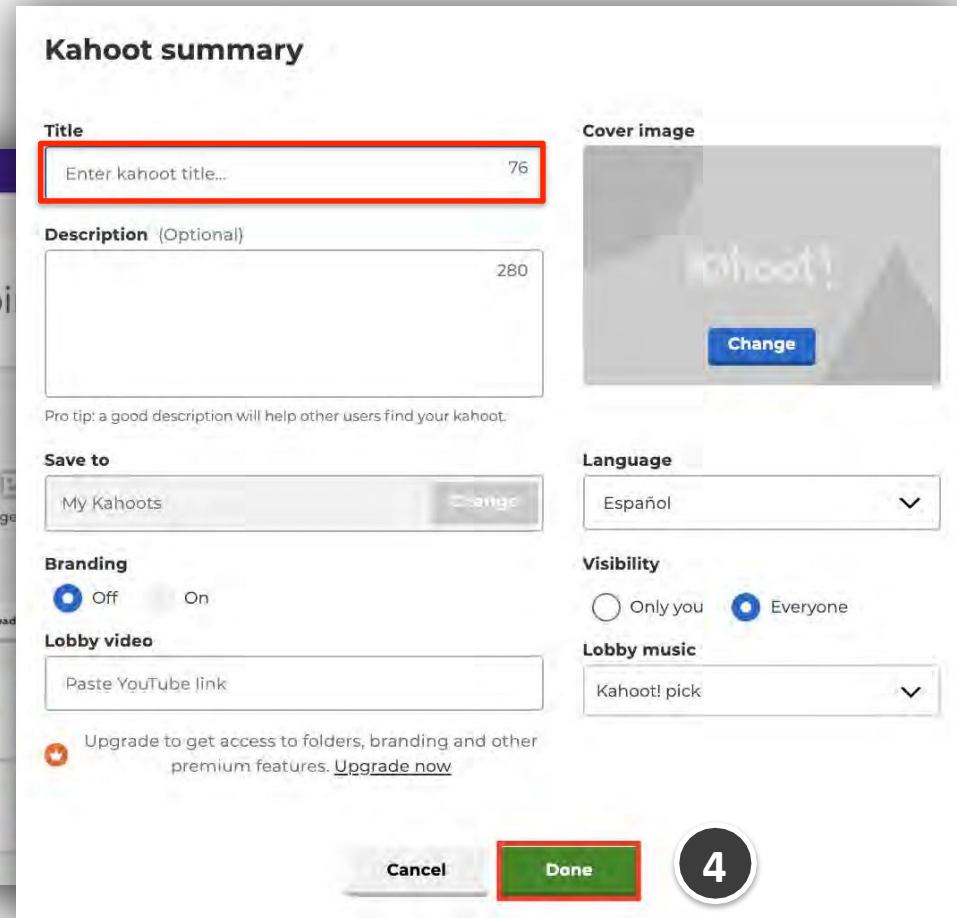 Kahoot summary
Title
Enter kahoot title...
76
Description (Optional)
280
Pro tip: a good description will help other users find your kahoot.
Save to
My Kahoots
Change
Branding
Off
On
Lobby video
Paste YouTube link
Upgrade to get access to folders, branding and other
premium features. Upgrade now
Cover image
Kahoot!
Change
Language
Español
Visibility
Only you
Everyone
Lobby music
Kahoot! pick
Cancel
Done
4